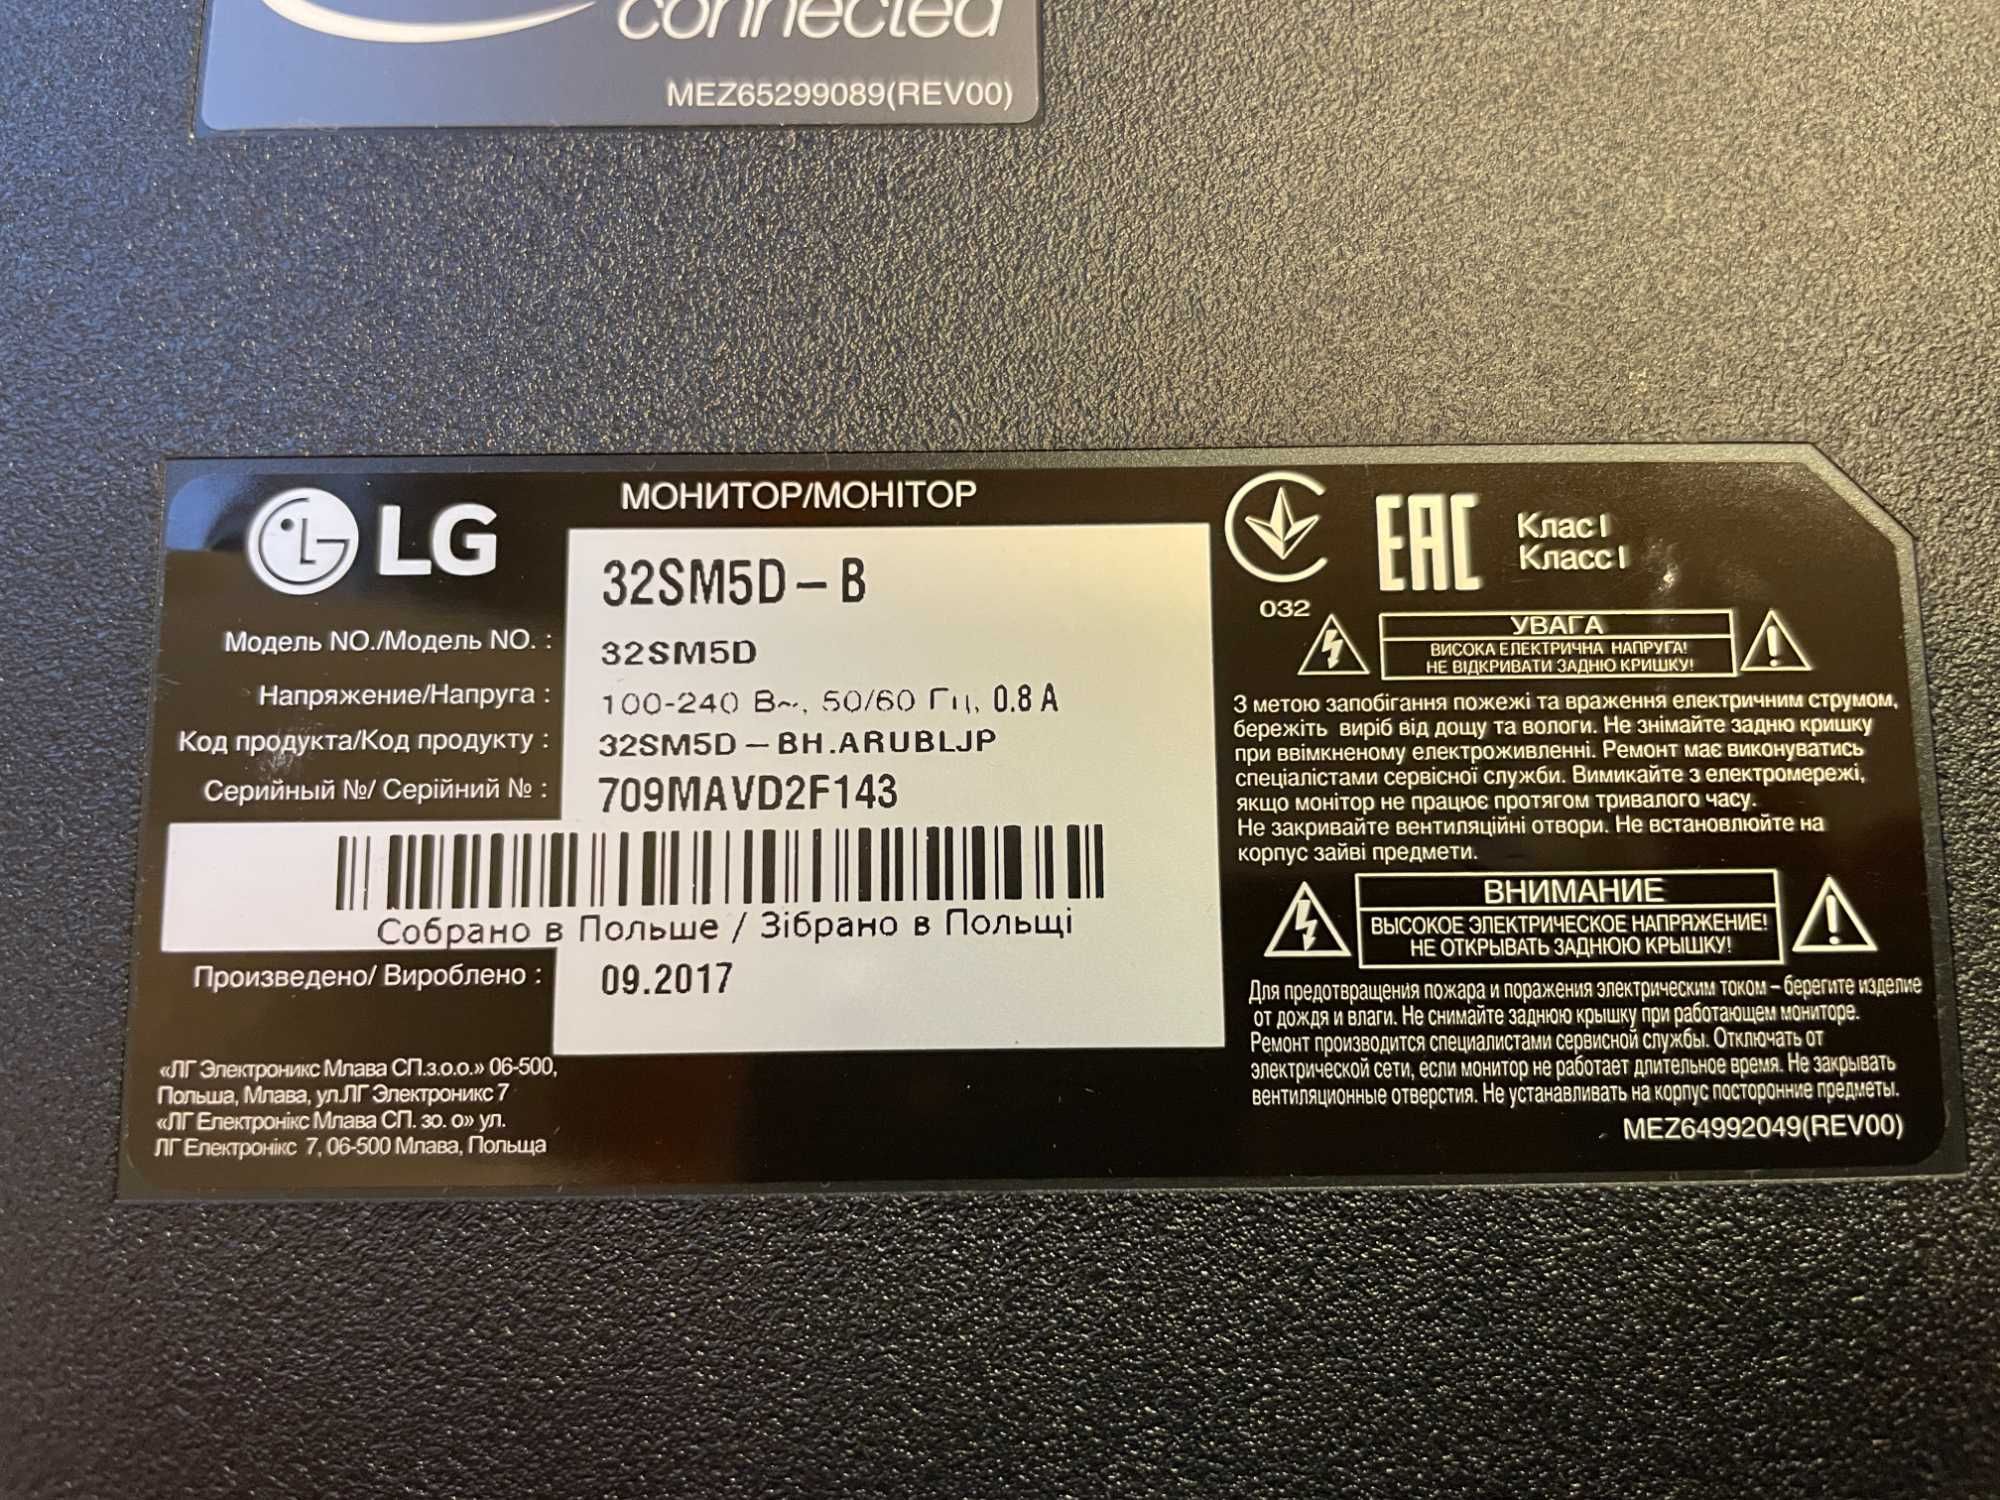 connected
MEZ65299089(REV00)
LG
МОНИТОР/МОНІТОР
32SM5D–B
Модель NO./Модель NO. : 32SM5D
Напряжение/Напруга : 100-240 В~, 50/60 Гц, 0.8 A
Код продукта/Код продукту : 32SM5D–BH.ARUBLJP
Серийный №/ Серійний № : 709MAVD2F143
Собрано в Польше / Зібрано в Польщі
Произведено/ Вироблено : 09.2017
«ЛГ Электроникс Млава СП.з.о.о.» 06-500,
Польша, Млава, ул.ЛГ Электроникс 7
«ЛГ Електронікс Млава СП. зо. о» ул.
ЛГ Електронікс 7, 06-500 Млава, Польща
032
EAC
Клас I
Класс I
УВАГА
ВИСОКА ЕЛЕКТРИЧНА НАПРУГА!
НЕ ВІДКРИВАТИ ЗАДНЮ КРИШКУ!
З метою запобігання пожежі та враження електричним струмом,
бережіть виріб від дощу та вологи. Не знімайте задню кришку
при ввімкненому електроживленні. Ремонт має виконуватись
спеціалістами сервісної служби. Вимикайте з електромережі,
якщо монітор не працює протягом тривалого часу.
Не закривайте вентиляційні отвори. Не встановлюйте на
корпус зайві предмети.
ВНИМАНИЕ
ВЫСОКОЕ ЭЛЕКТРИЧЕСКОЕ НАПРЯЖЕНИЕ!
НЕ ОТКРЫВАТЬ ЗАДНЮЮ КРЫШКУ!
Для предотвращения пожара и поражения электрическим током – берегите изделие
от дождя и влаги. Не снимайте заднюю крышку при работающем мониторе.
Ремонт производится специалистами сервисной службы. Отключать от
электрической сети, если монитор не работает длительное время. Не закрывать
вентиляционные отверстия. Не устанавливать на корпус посторонние предметы.
MEZ64992049(REV00)